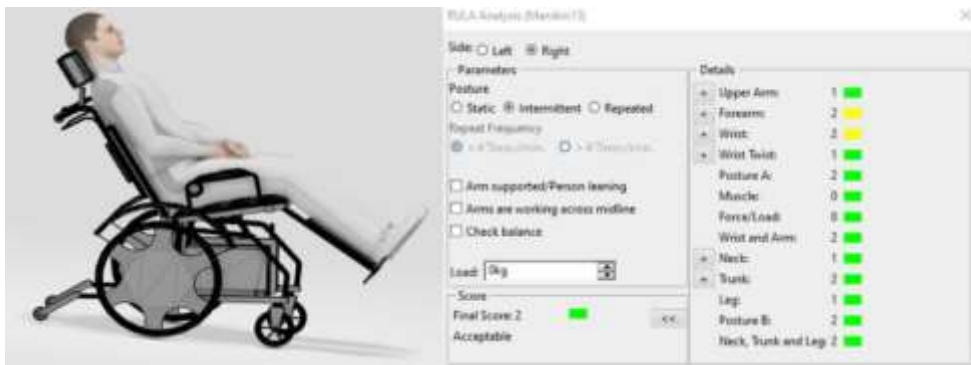 RULA Analysis (Manikin13)
Side: Left Right
Parameters
Posture
Static Intermittent Repeated
Repeat Frequency
Arm supported/Person leaning
Arms are working across midline
Check balance
Load: 0kg
Score
Final Score: 2
<<
Acceptable
Details
+ Upper Arm: 1
+ Forearm: 2
+ Wrist: 2
+ Wrist Twist: 1
Posture A: 2
Muscle: 0
Force/Load: 0
Wrist and Arm: 2
+ Neck: 1
+ Trunk: 2
Leg: 1
Posture B: 2
Neck, Trunk and Leg: 2